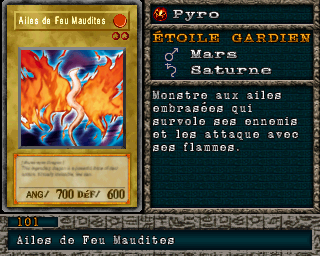 Ailes de Feu Maudites
ANG/ 700 DÉF/ 600
Pyro
ÉTOILE GARDIEN
Mars
Saturne
Monstre aux ailes
embrasées qui
survole ses ennemis
et les attaque avec
ses flammes.
101
Ailes de Feu Maudites